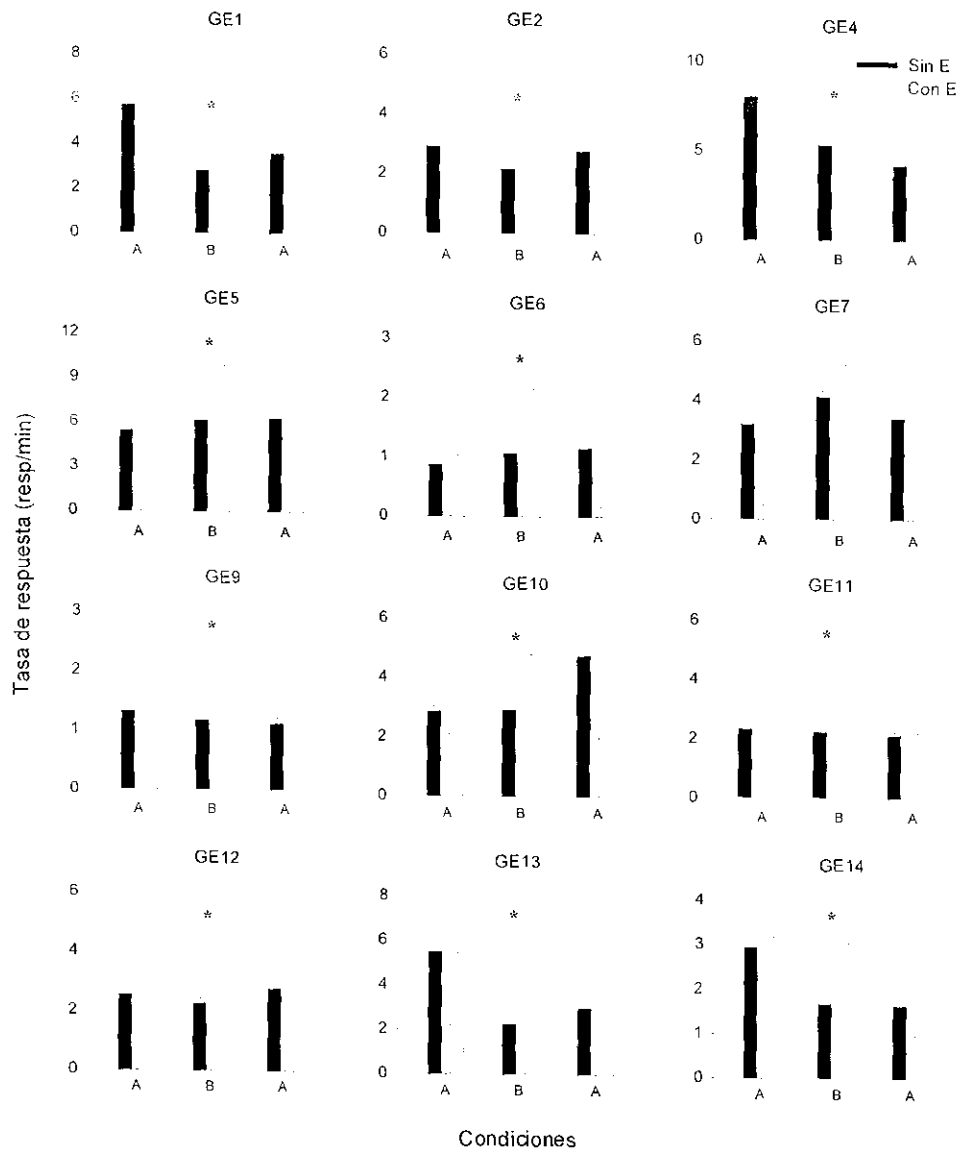 GE1
8
6
4
2
0
*
A B A
GE2
6
4
2
0
*
A B A
GE4
10
5
0
*
Sin E
Con E
A B A
GE5
12
9
6
3
0
*
A B A
GE6
3
2
1
0
*
A B A
GE7
6
4
2
0
A B A
Tasa de respuesta (resp/min)
GE9
3
2
1
0
*
A B A
GE10
6
4
2
0
*
A B A
GE11
6
4
2
0
*
A B A
GE12
6
4
2
0
*
A B A
GE13
8
6
4
2
0
*
A B A
GE14
4
3
2
1
0
*
A B A
Condiciones